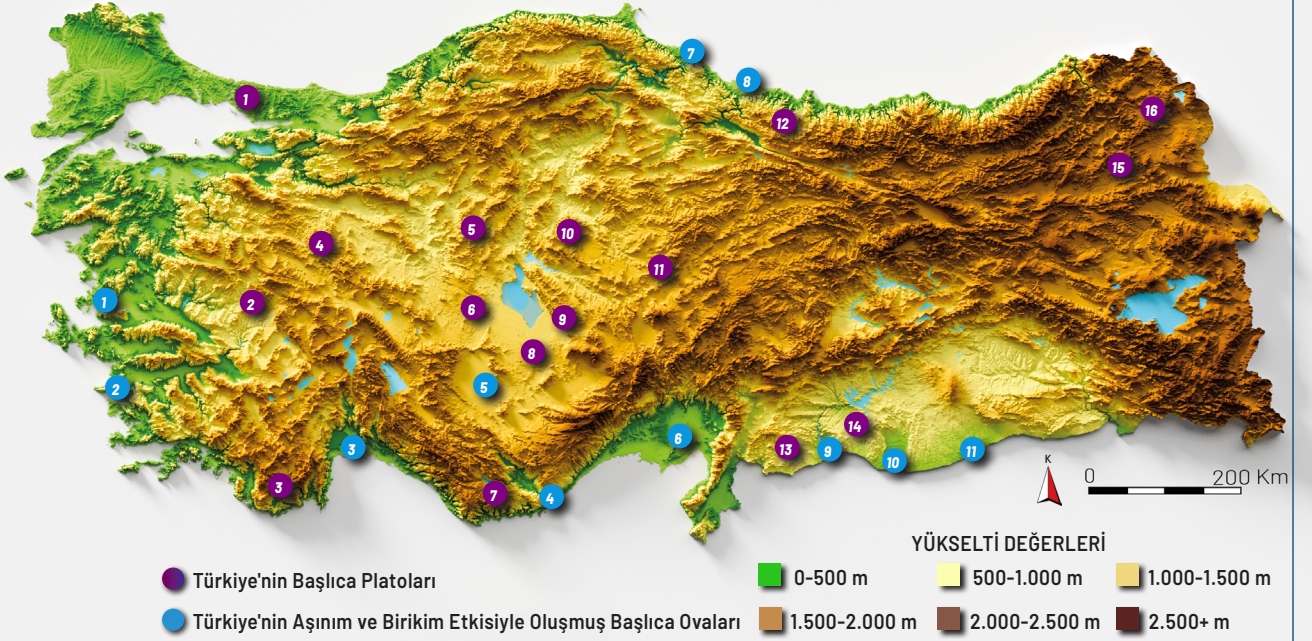 7
8
1
12
16
15
4
5
10
11
1
2
6
9
8
2
5
3
6
14
13
9
10
11
3
7
4
K
0 200 Km
YÜKSELTİ DEĞERLERİ
Türkiye'nin Başlıca Platoları
0-500 m
500-1.000 m
1.000-1.500 m
Türkiye'nin Aşınım ve Birikim Etkisiyle Oluşmuş Başlıca Ovaları
1.500-2.000 m
2.000-2.500 m
2.500+ m